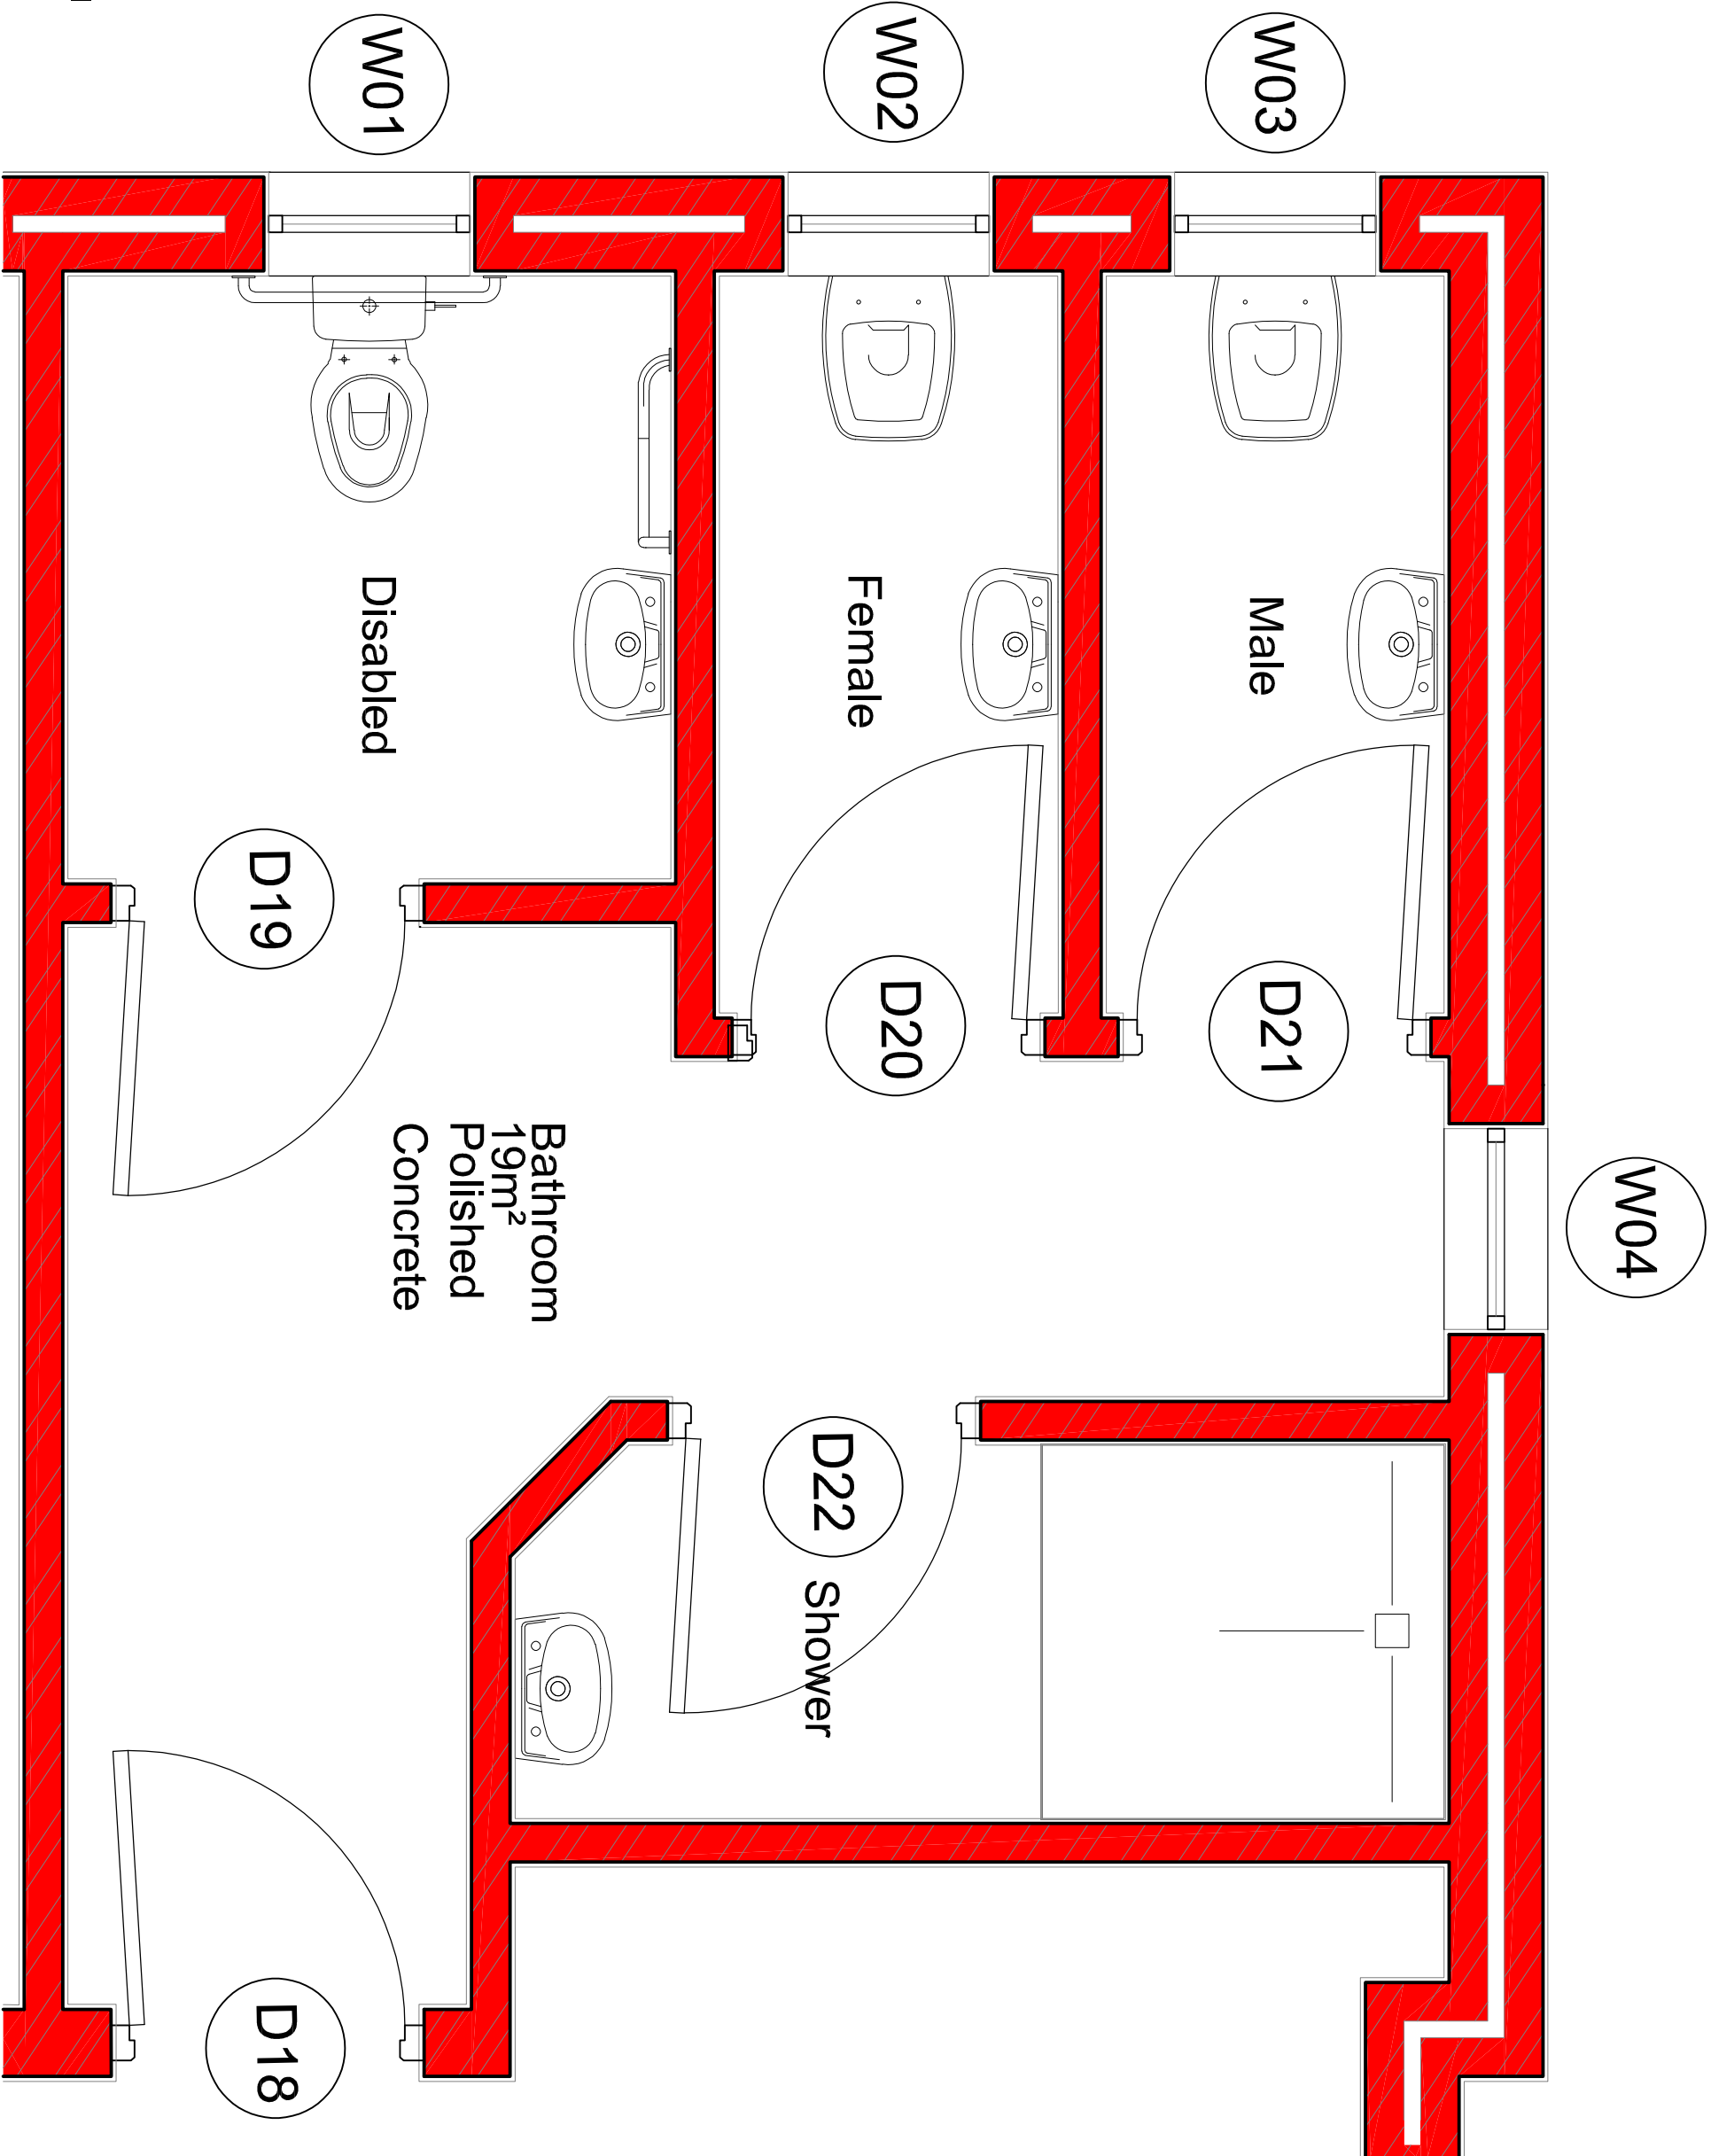 W01
W02
W03
Disabled
Female
Male
D19
D20
D21
Bathroom
19m²
Polished
Concrete
W04
D22
Shower
D18